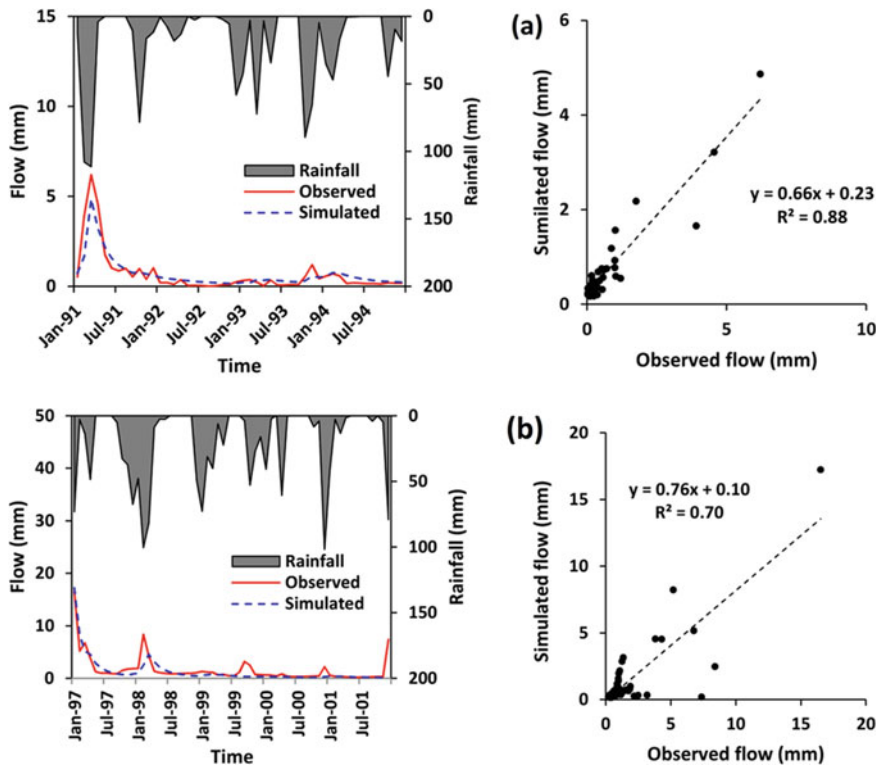 (a)
15
10
5
0
Flow (mm)
0
50
100
150
200
Rainfall (mm)
Rainfall
Observed
Simulated
Jan-91
Jul-91
Jan-92
Jul-92
Jan-93
Jul-93
Jan-94
Jul-94
Time
6
4
2
0
Sumilated flow (mm)
y = 0.66x + 0.23
R² = 0.88
0
5
10
Observed flow (mm)
(b)
50
40
30
20
10
0
Flow (mm)
0
50
100
150
200
Rainfall (mm)
Rainfall
Observed
Simulated
Jan-97
Jul-97
Jan-98
Jul-98
Jan-99
Jul-99
Jan-00
Jul-00
Jan-01
Jul-01
Time
20
15
10
5
0
Simulated flow (mm)
y = 0.76x + 0.10
R² = 0.70
0
5
10
15
20
Observed flow (mm)